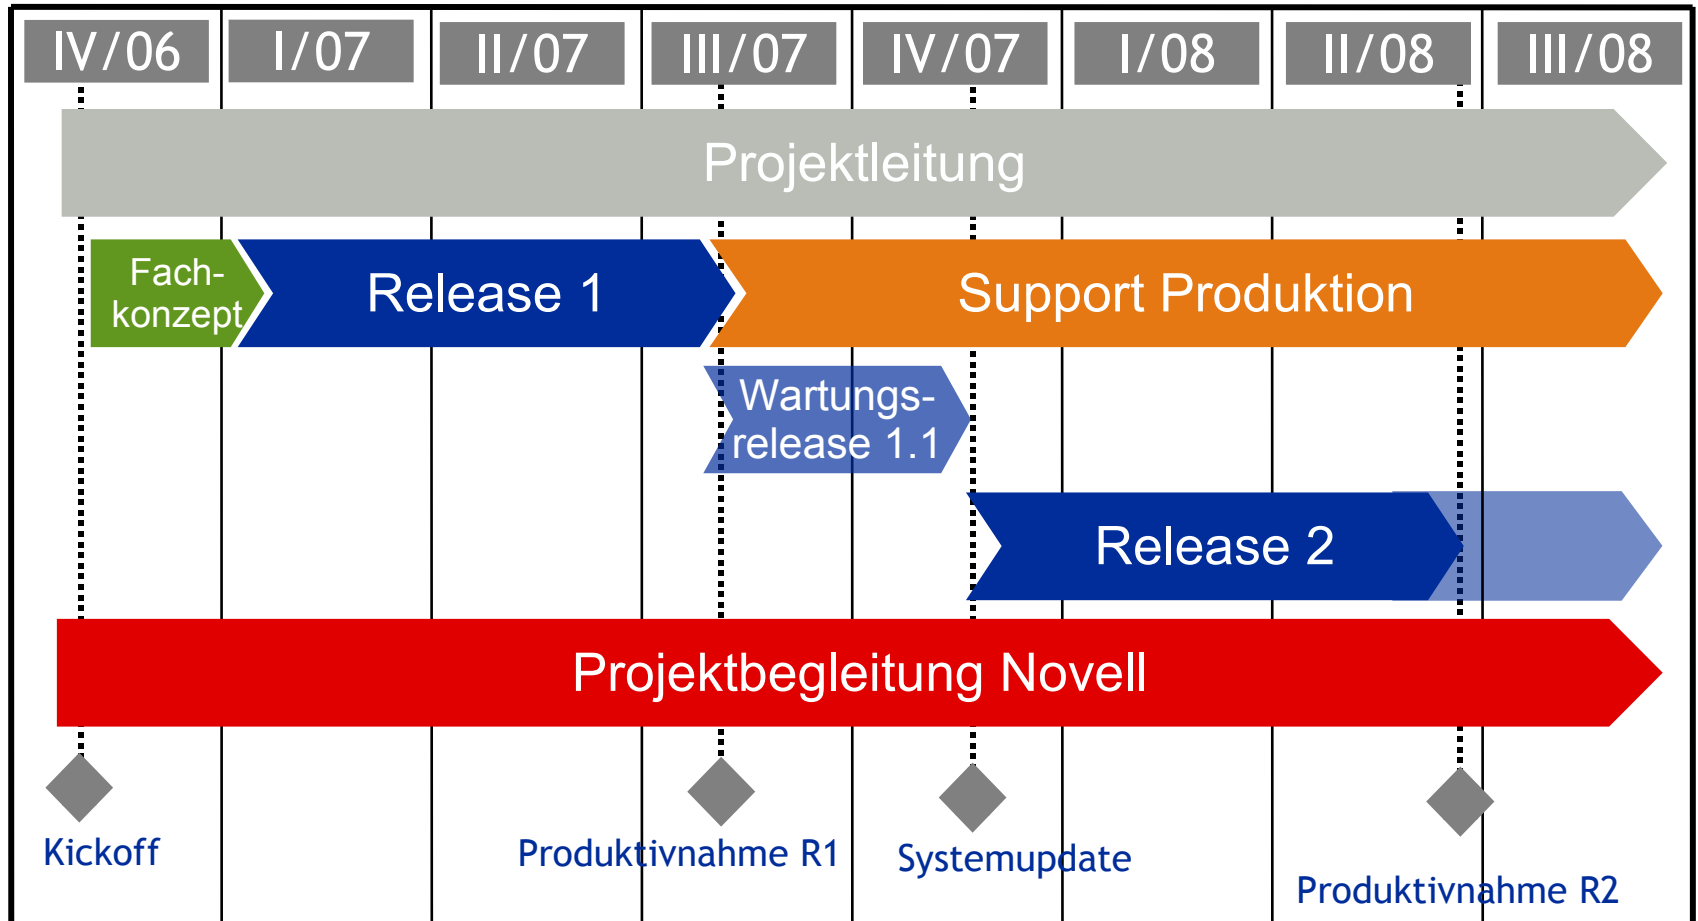 IV/06 I/07 II/07 III/07 IV/07 I/08 II/08 III/08
Projektleitung
Fach-
konzept
Release 1
Support Produktion
Wartungs-
release 1.1
Release 2
Projektbegleitung Novell
Kickoff
Produktivnahme R1
Systemupdate
Produktivnahme R2